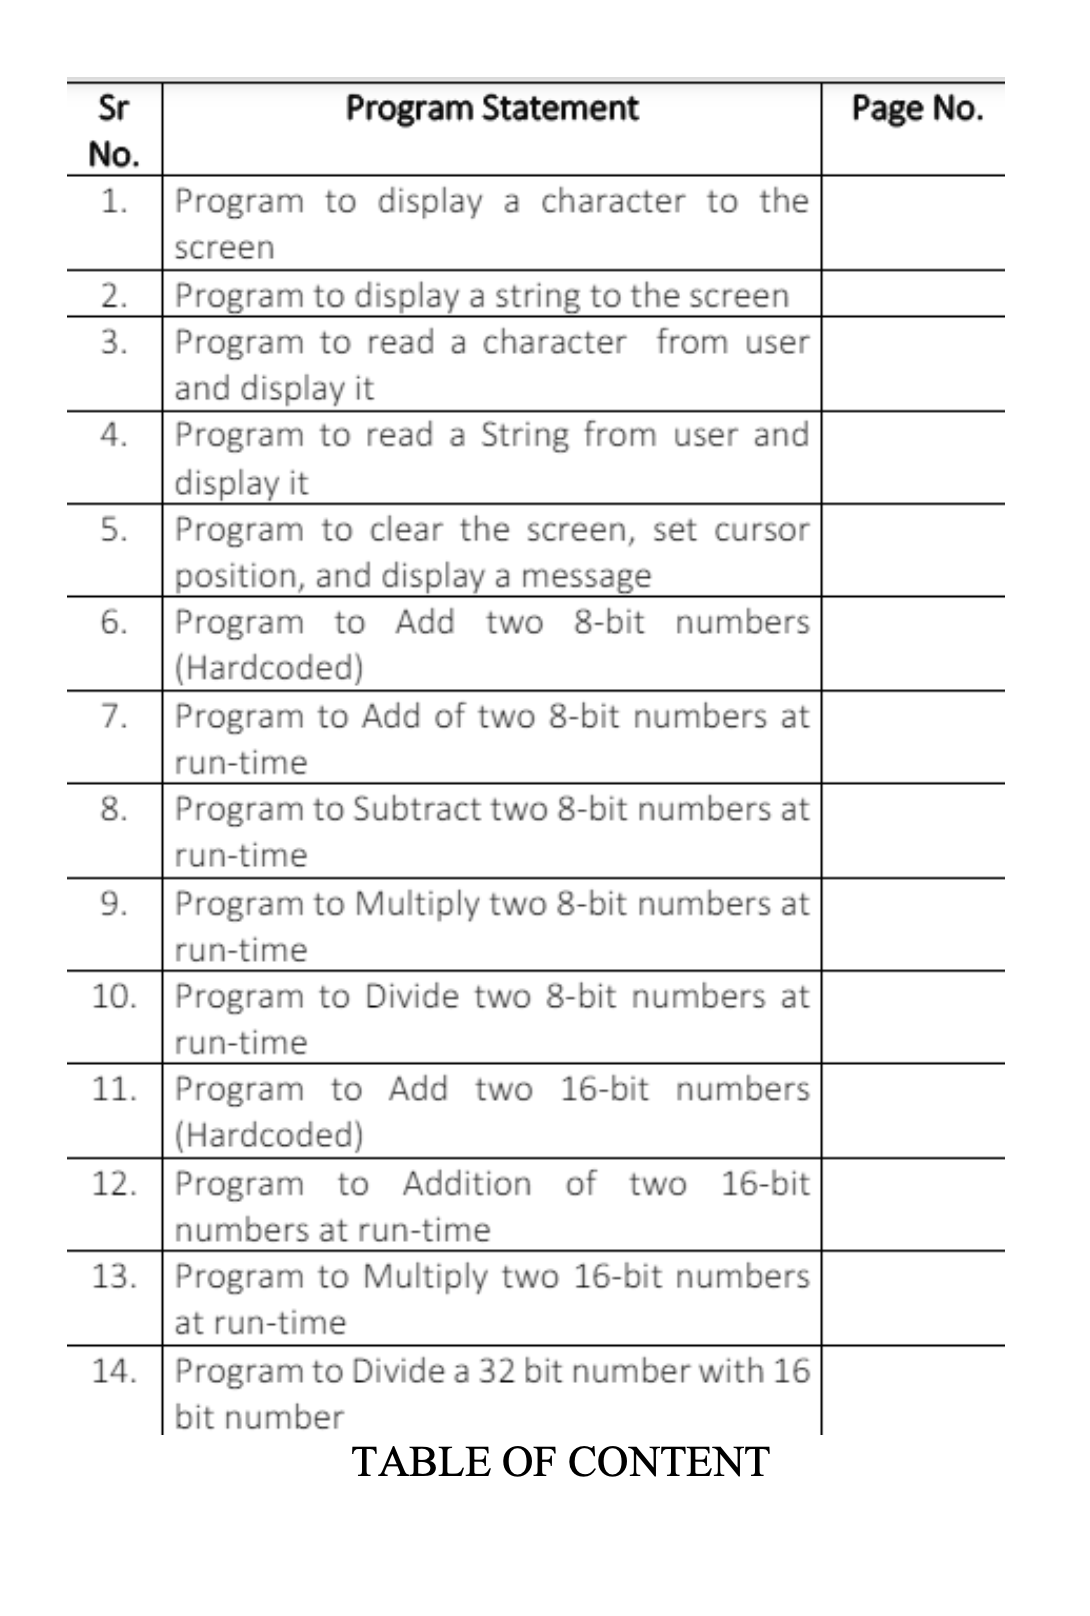 Sr No. Program Statement Page No.
1. Program to display a character to the
screen
2. Program to display a string to the screen
3. Program to read a character from user
and display it
4. Program to read a String from user and
display it
5. Program to clear the screen, set cursor
position, and display a message
6. Program to Add two 8-bit numbers
(Hardcoded)
7. Program to Add of two 8-bit numbers at
run-time
8. Program to Subtract two 8-bit numbers at
run-time
9. Program to Multiply two 8-bit numbers at
run-time
10. Program to Divide two 8-bit numbers at
run-time
11. Program to Add two 16-bit numbers
(Hardcoded)
12. Program to Addition of two 16-bit
numbers at run-time
13. Program to Multiply two 16-bit numbers
at run-time
14. Program to Divide a 32 bit number with 16
bit number
TABLE OF CONTENT